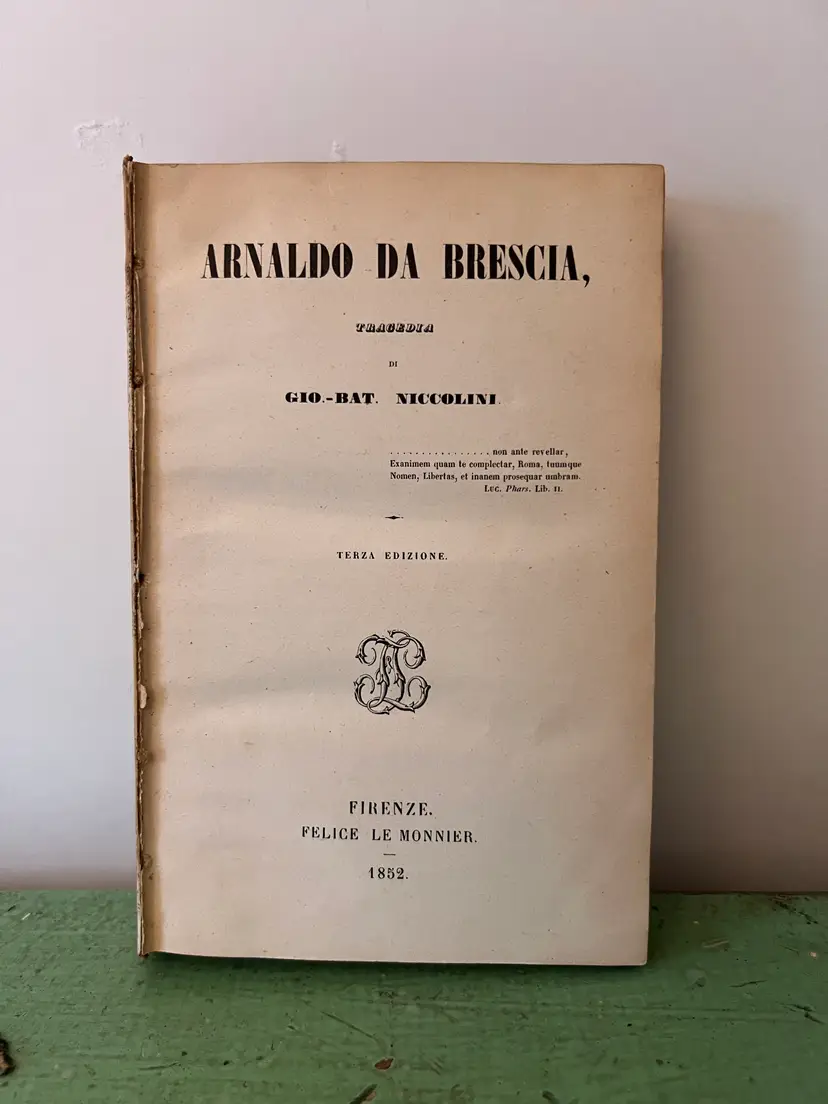 ARNALDO DA BRESCIA,
TRAGEDIA
DI
GIO.-BAT. NICCOLINI.
. . . . . . . . . . . . . . . . non ante revellar,
Exanimem quam te complectar, Roma, tuumque
Nomen, Libertas, et inanem prosequar umbram.
LUC. Phars. Lib. II.
TERZA EDIZIONE.
FIRENZE.
FELICE LE MONNIER.
1852.